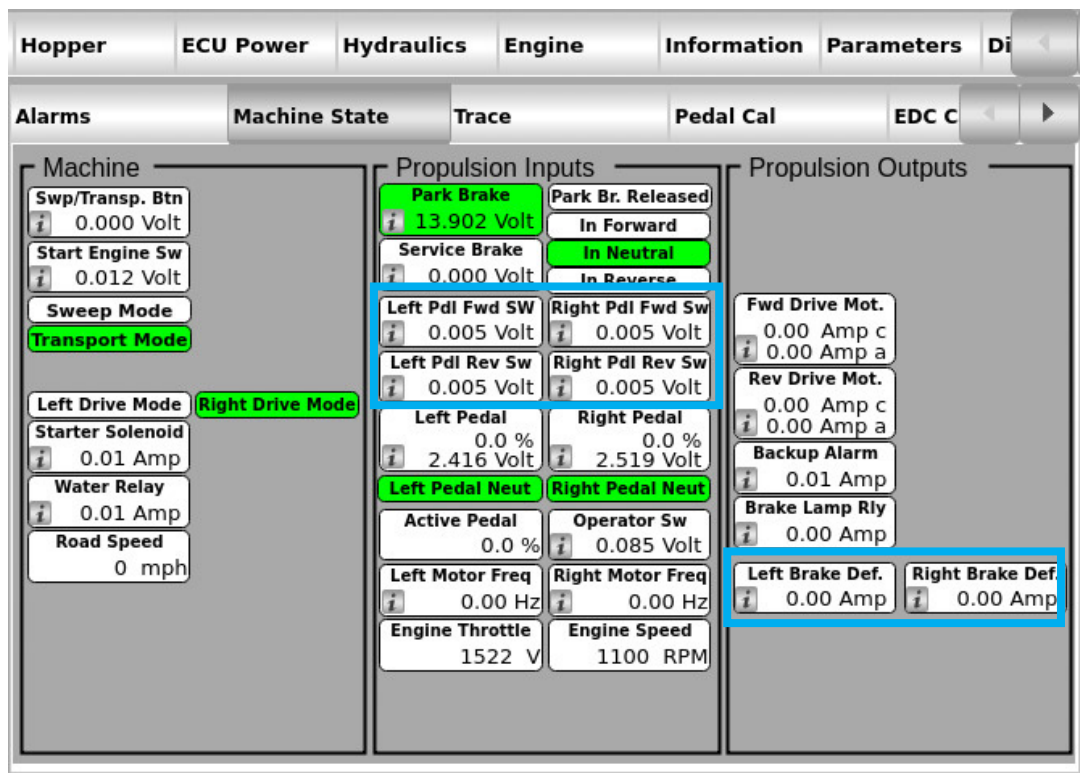 Hopper ECU Power Hydraulics Engine Information Parameters Di
Alarms Machine State Trace Pedal Cal EDC C
Machine
Swp/Transp. Btn
i 0.000 Volt
Start Engine Sw
i 0.012 Volt
Sweep Mode
Transport Mode
Left Drive Mode Right Drive Mode
Starter Solenoid
i 0.01 Amp
Water Relay
i 0.01 Amp
Road Speed
0 mph
Propulsion Inputs
Park Brake Park Br. Released
i 13.902 Volt In Forward
Service Brake In Neutral
i 0.000 Volt In Reverse
Left Pdl Fwd SW Right Pdl Fwd Sw
i 0.005 Volt i 0.005 Volt
Left Pdl Rev Sw Right Pdl Rev Sw
i 0.005 Volt i 0.005 Volt
Left Pedal Right Pedal
0.0 % 0.0 %
i 2.416 Volt i 2.519 Volt
Left Pedal Neut Right Pedal Neut
Active Pedal Operator Sw
0.0 % i 0.085 Volt
Left Motor Freq Right Motor Freq
i 0.00 Hz i 0.00 Hz
Engine Throttle Engine Speed
1522 V 1100 RPM
Propulsion Outputs
Fwd Drive Mot.
0.00 Amp c
i 0.00 Amp a
Rev Drive Mot.
0.00 Amp c
i 0.00 Amp a
Backup Alarm
i 0.01 Amp
Brake Lamp Rly
i 0.00 Amp
Left Brake Def. Right Brake Def.
i 0.00 Amp i 0.00 Amp